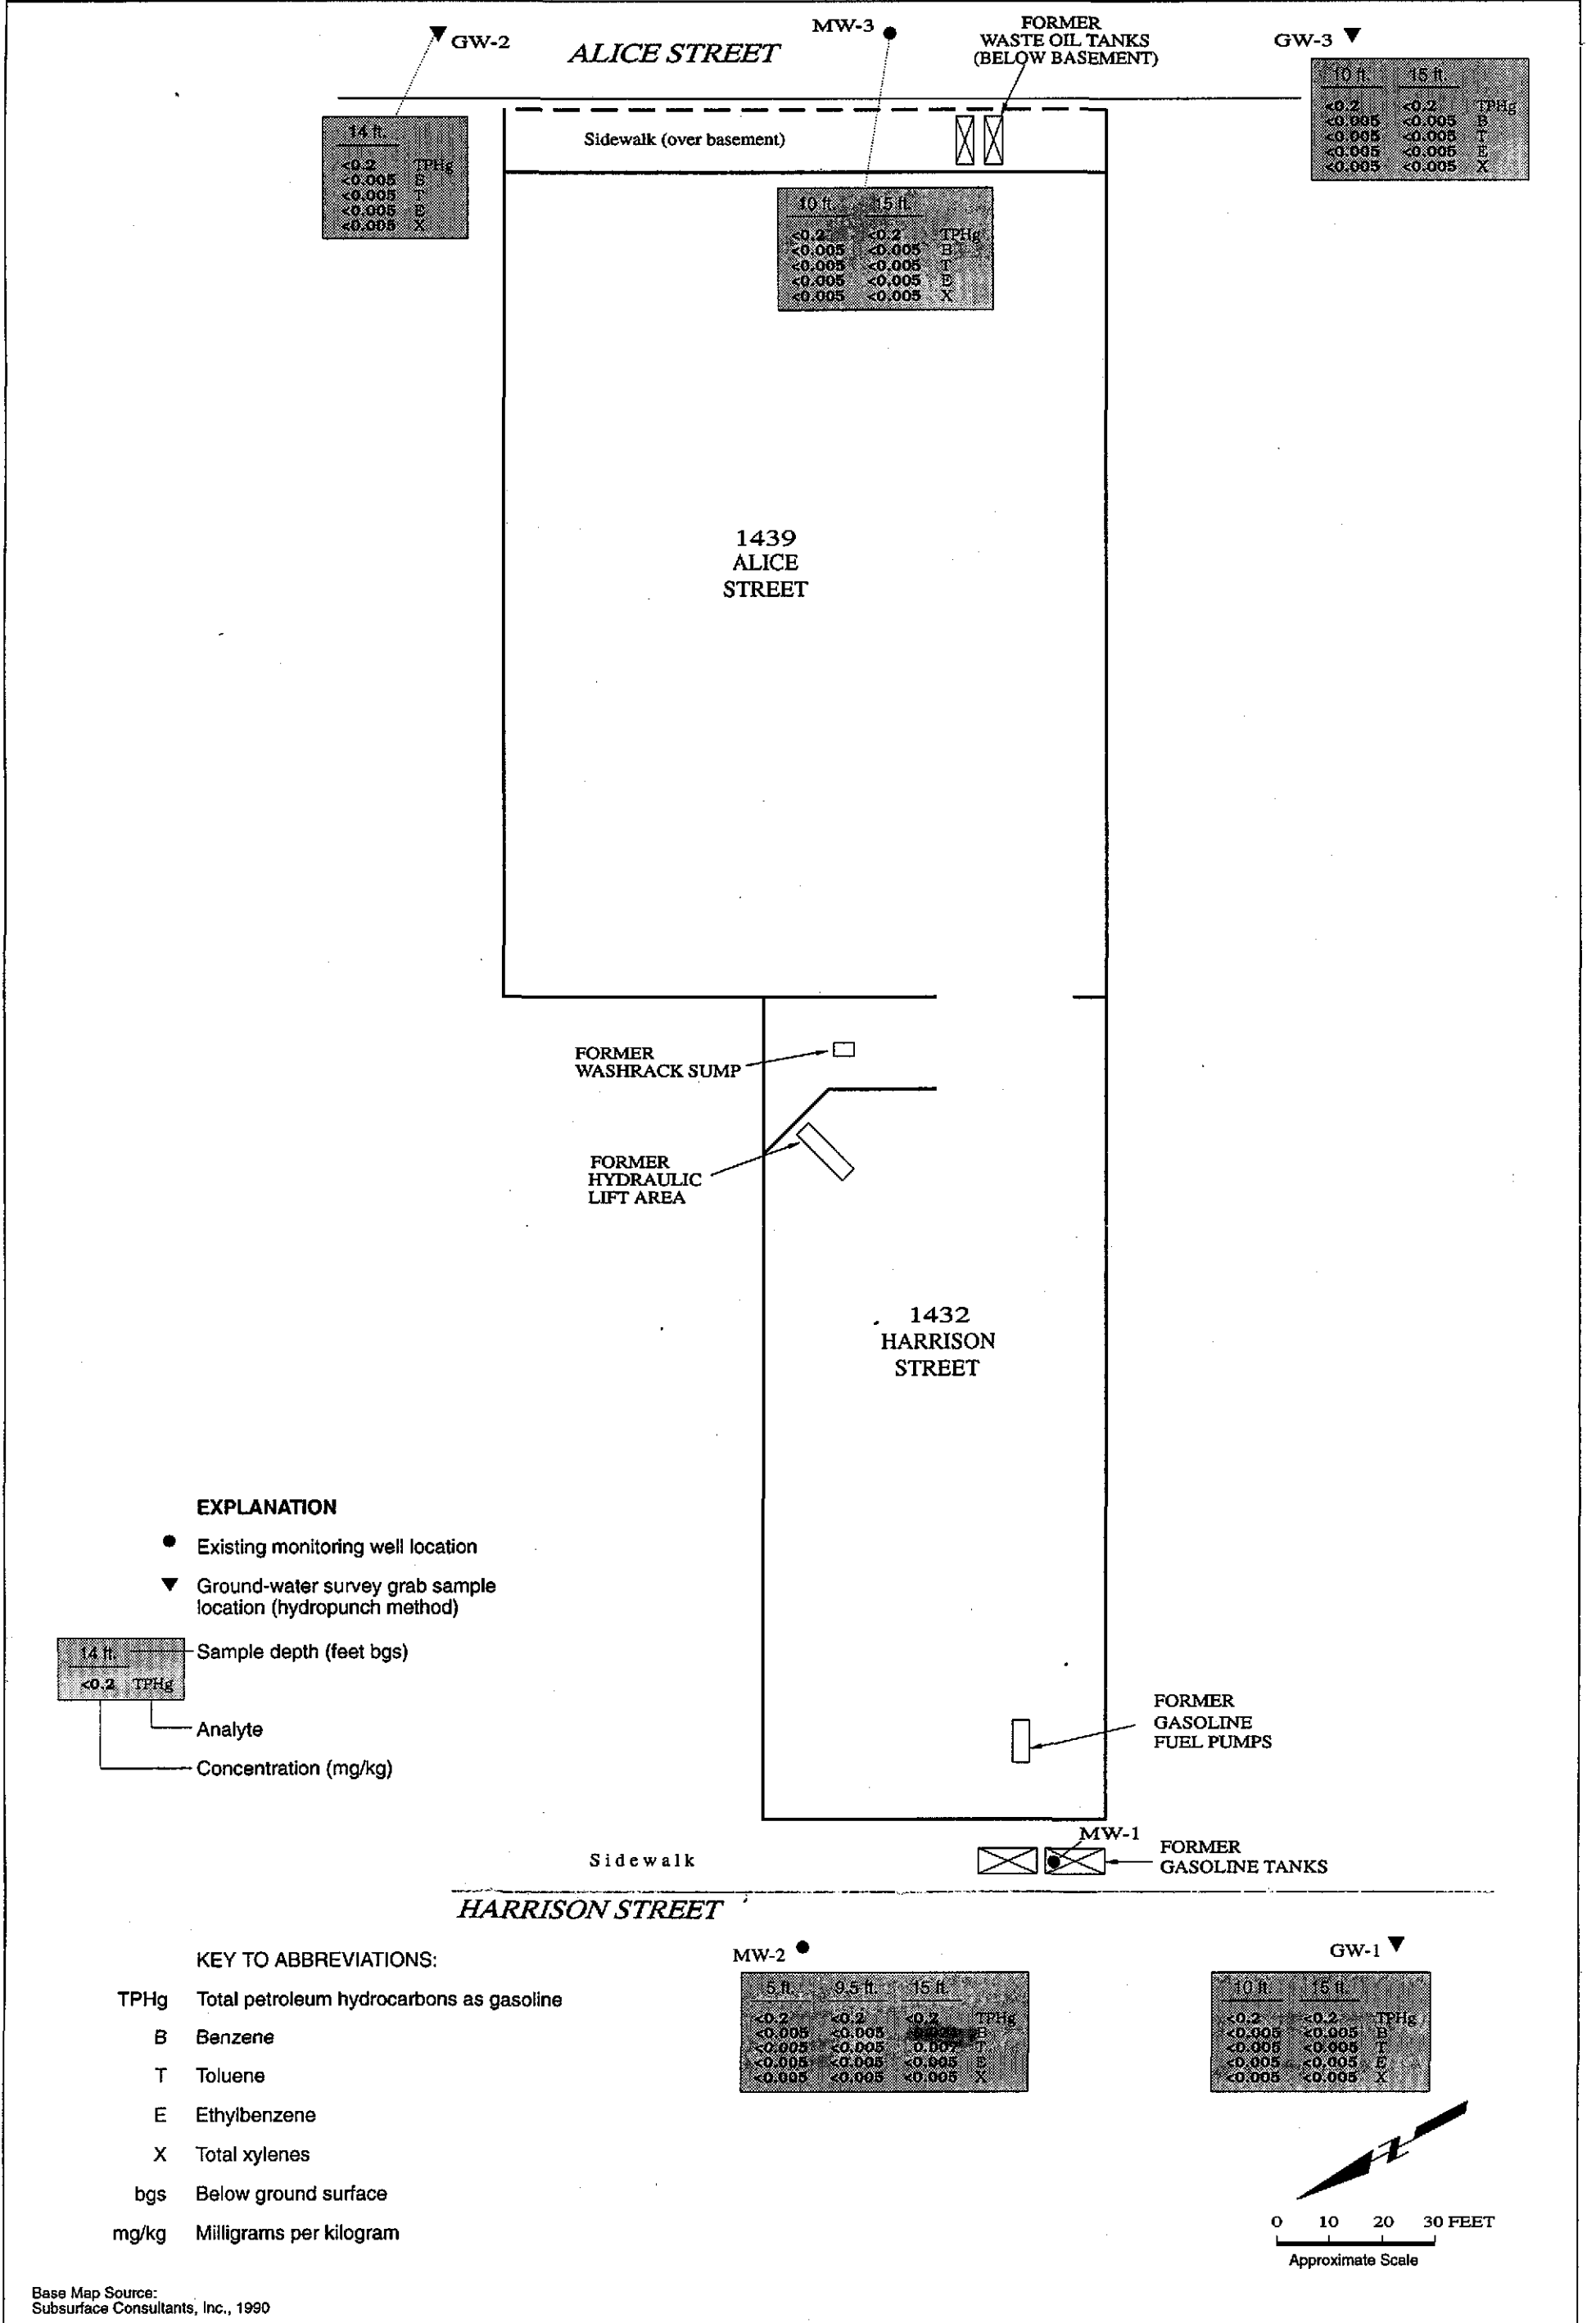 GW-2
ALICE STREET
MW-3
FORMER
WASTE OIL TANKS
(BELOW BASEMENT)
GW-3
10 ft. 15 ft.
<0.2 <0.2 TPHg
<0.005 <0.005 B
<0.005 <0.005 T
<0.005 <0.005 E
<0.005 <0.005 X
14 ft.
<0.2 TPHg
<0.005 B
<0.005 T
<0.005 E
<0.005 X
Sidewalk (over basement)
10 ft. 15 ft.
<0.2 <0.2 TPHg
<0.005 <0.005 B
<0.005 <0.005 T
<0.005 <0.005 E
<0.005 <0.005 X
1439
ALICE
STREET
FORMER
WASHRACK SUMP
FORMER
HYDRAULIC
LIFT AREA
1432
HARRISON
STREET
EXPLANATION
Existing monitoring well location
Ground-water survey grab sample
location (hydropunch method)
14 ft.
Sample depth (feet bgs)
<0.2 TPHg
Analyte
Concentration (mg/kg)
FORMER
GASOLINE
FUEL PUMPS
MW-1
FORMER
GASOLINE TANKS
Sidewalk
HARRISON STREET
MW-2
5 ft. 9.5 ft. 15 ft.
<0.2 <0.2 <0.2 TPHg
<0.005 <0.005 B
<0.005 <0.005 0.007 T
<0.005 <0.005 <0.005 E
<0.005 <0.005 <0.005 X
GW-1
10 ft. 15 ft.
<0.2 <0.2 TPHg
<0.005 <0.005 B
<0.005 <0.005 T
<0.005 <0.005 E
<0.005 <0.005 X
KEY TO ABBREVIATIONS:
TPHg Total petroleum hydrocarbons as gasoline
B Benzene
T Toluene
E Ethylbenzene
X Total xylenes
bgs Below ground surface
mg/kg Milligrams per kilogram
N
0 10 20 30 FEET
Approximate Scale
Base Map Source:
Subsurface Consultants, Inc., 1990